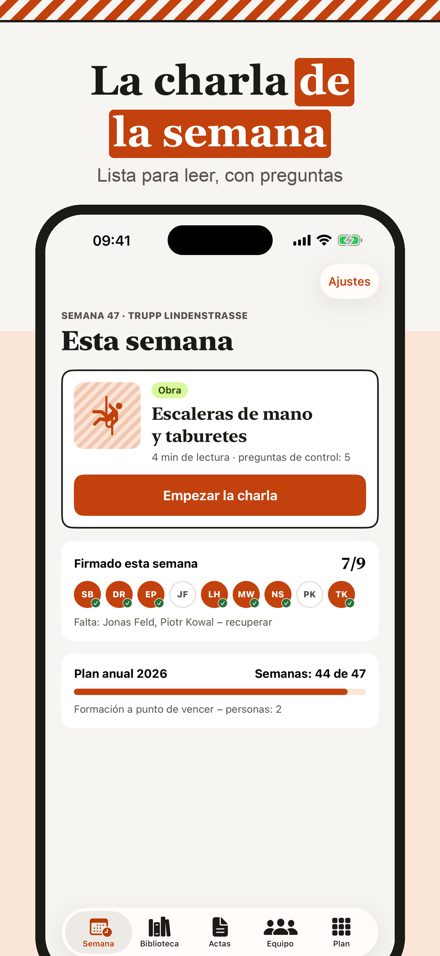 La charla de
la semana
Lista para leer, con preguntas
09:41
Ajustes
SEMANA 47 · TRUPP LINDENSTRASSE
Esta semana
Obra
Escaleras de mano
y taburetes
4 min de lectura · preguntas de control: 5
Empezar la charla
Firmado esta semana 7/9
SB DR EP JF LH MW NS PK TK
Falta: Jonas Feld, Piotr Kowal – recuperar
Plan anual 2026 Semanas: 44 de 47
Formación a punto de vencer – personas: 2
Semana Biblioteca Actas Equipo Plan